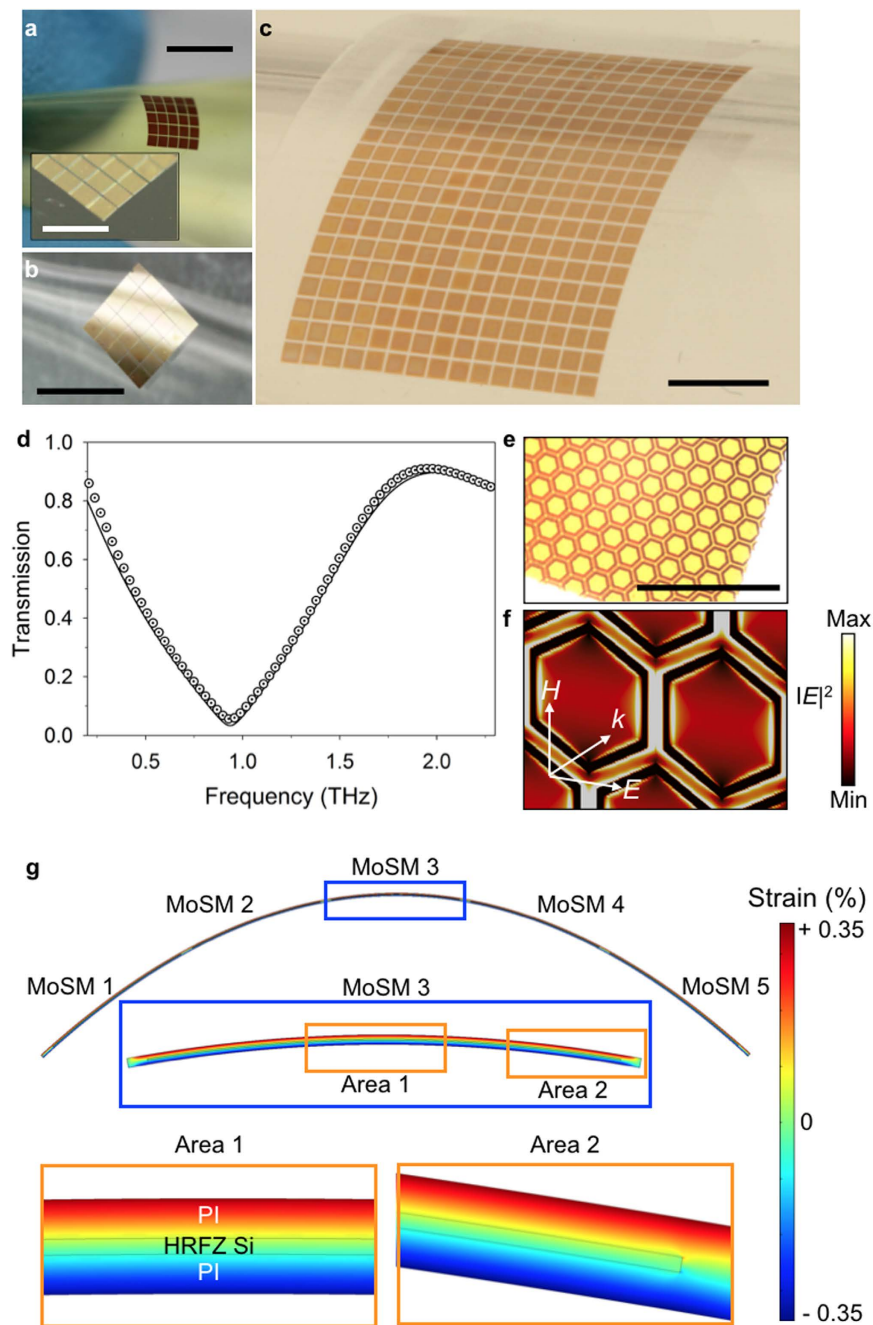 a
c
b
d
1.0
0.8
0.6
0.4
0.2
0.0
Transmission
0.5
1.0
1.5
2.0
Frequency (THz)
e
f
H
k
E
Max
|E|²
Min
g
MoSM 3
MoSM 2
MoSM 4
MoSM 1
MoSM 3
MoSM 5
Area 1
Area 2
Strain (%)
+ 0.35
0
- 0.35
Area 1
Area 2
PI
HRFZ Si
PI